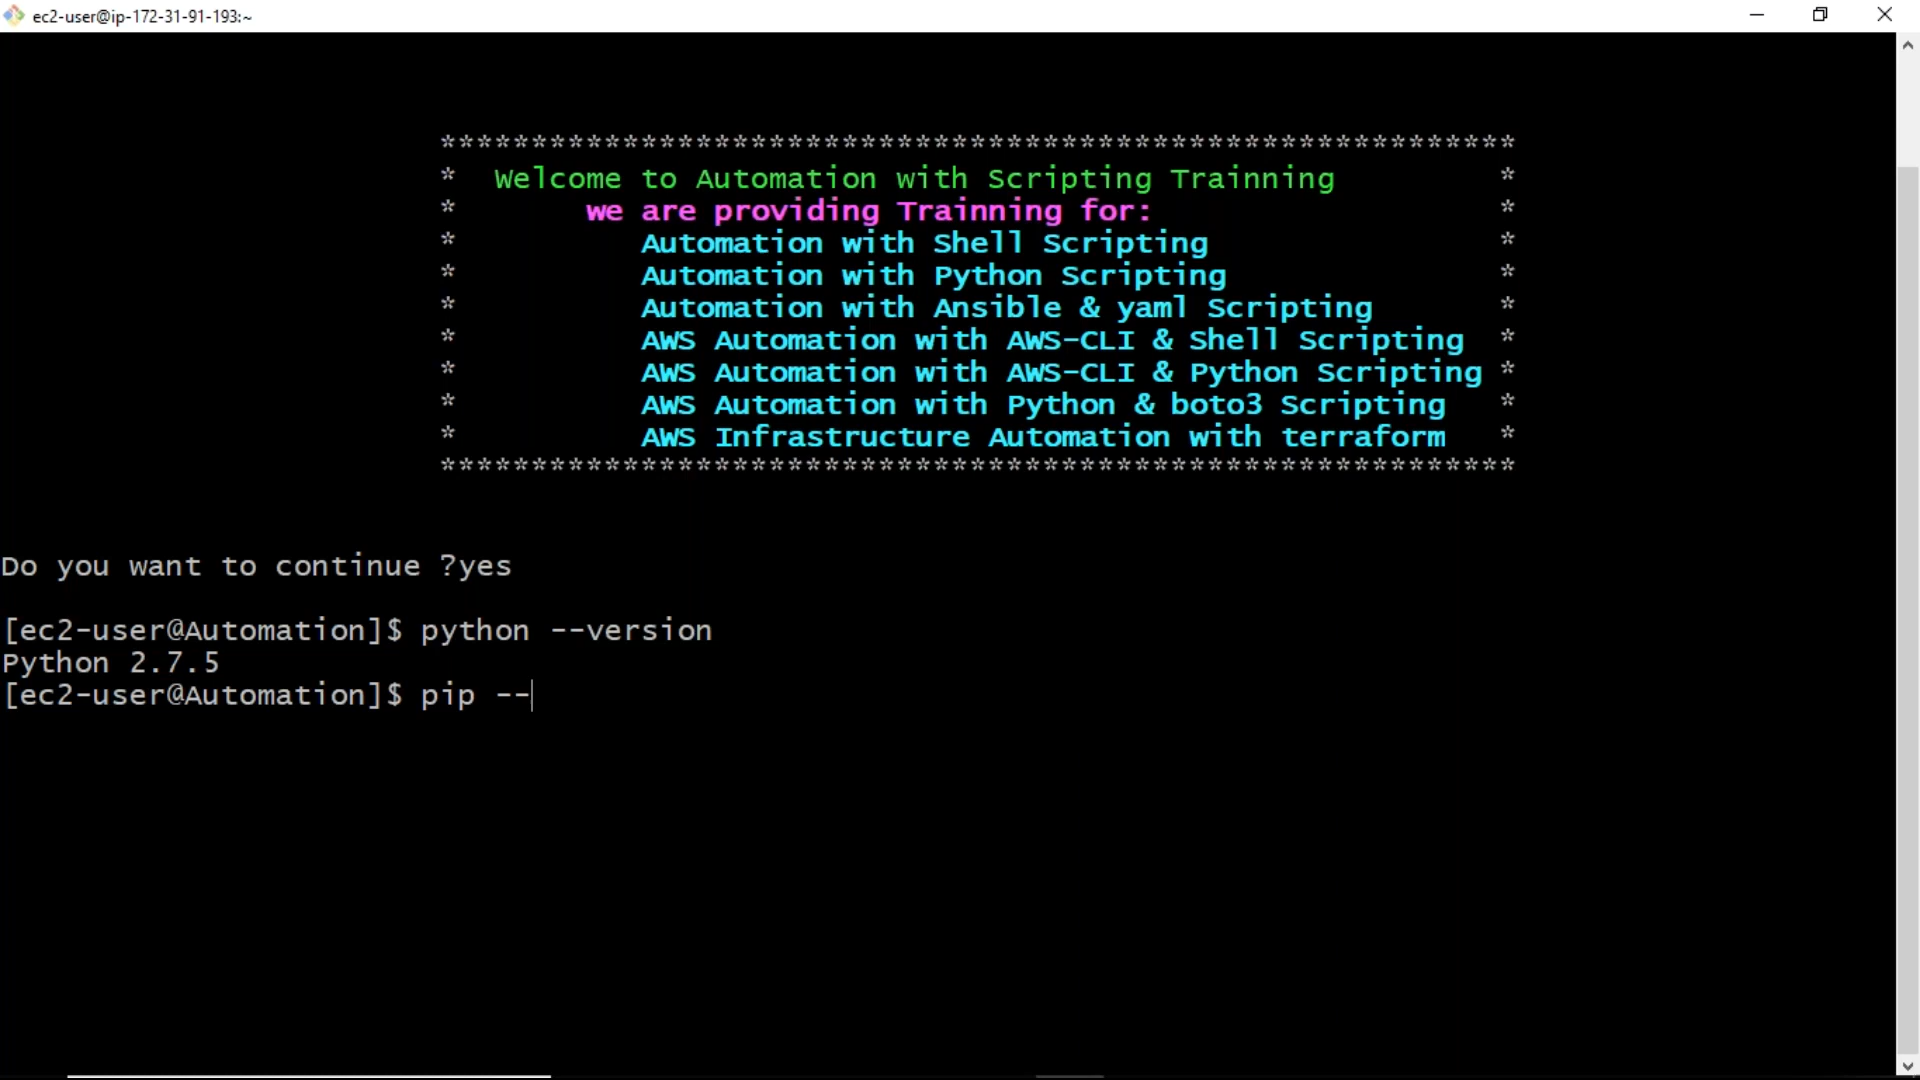 ec2-user@ip-172-31-91-193:~
***********************************************************
* Welcome to Automation with Scripting Trainning *
* we are providing Trainning for: *
* Automation with Shell Scripting *
* Automation with Python Scripting *
* Automation with Ansible & yaml Scripting *
* AWS Automation with AWS-CLI & Shell Scripting *
* AWS Automation with AWS-CLI & Python Scripting *
* AWS Automation with Python & boto3 Scripting *
* AWS Infrastructure Automation with terraform *
***********************************************************
Do you want to continue ?yes
[ec2-user@Automation]$ python --version
Python 2.7.5
[ec2-user@Automation]$ pip --